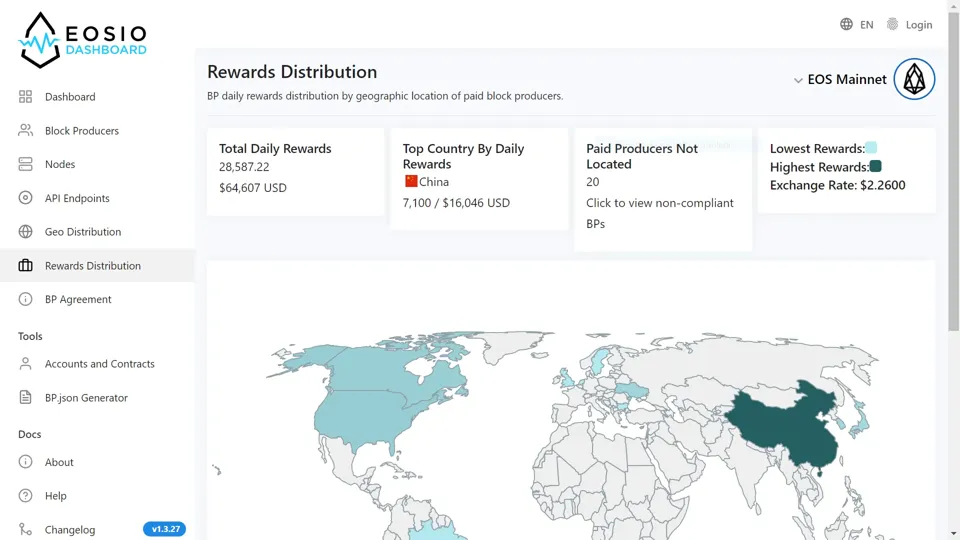 EOSIO
DASHBOARD
EN
Login
Dashboard
Block Producers
Nodes
API Endpoints
Geo Distribution
Rewards Distribution
BP Agreement
Tools
Accounts and Contracts
BP.json Generator
Docs
About
Help
Changelog
v1.3.27
Rewards Distribution
BP daily rewards distribution by geographic location of paid block producers.
EOS Mainnet
Total Daily Rewards
28,587.22
$64,607 USD
Top Country By Daily
Rewards
China
7,100 / $16,046 USD
Paid Producers Not
Located
20
Click to view non-compliant
BPs
Lowest Rewards:
Highest Rewards:
Exchange Rate: $2.2600